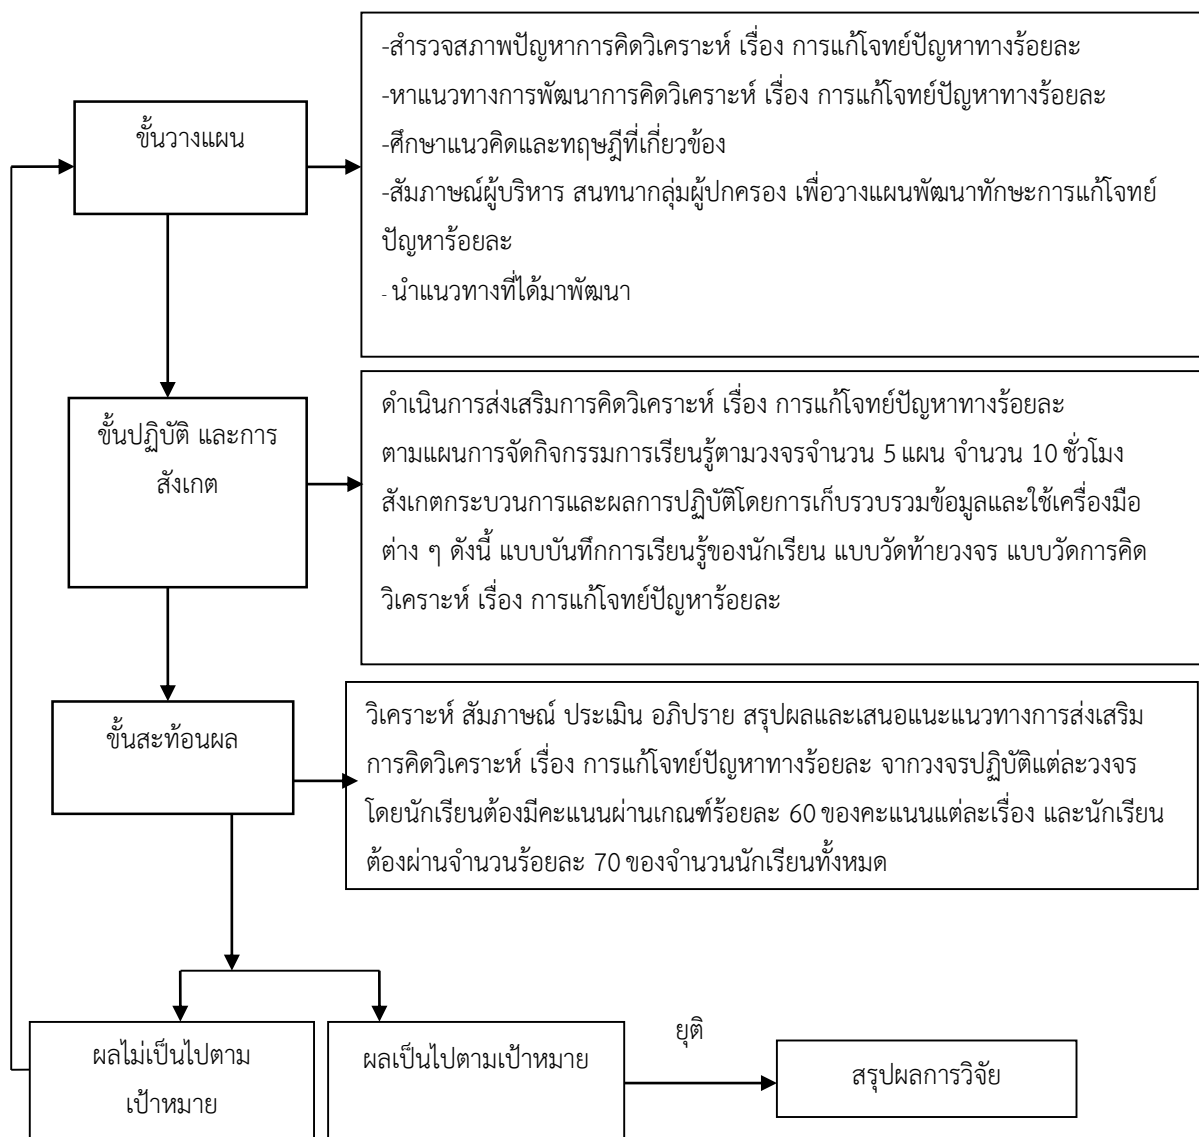 -สำรวจสภาพปัญหาการคิดวิเคราะห์ เรื่อง การแก้โจทย์ปัญหาทางร้อยละ
-หาแนวทางการพัฒนาการคิดวิเคราะห์ เรื่อง การแก้โจทย์ปัญหาทางร้อยละ
-ศึกษาแนวคิดและทฤษฎีที่เกี่ยวข้อง
-สัมภาษณ์ผู้บริหาร สนทนากลุ่มผู้ปกครอง เพื่อวางแผนพัฒนาทักษะการแก้โจทย์
ปัญหาร้อยละ
- นำแนวทางที่ได้มาพัฒนา
ขั้นวางแผน
ขั้นปฏิบัติ และการ
สังเกต
ดำเนินการส่งเสริมการคิดวิเคราะห์ เรื่อง การแก้โจทย์ปัญหาทางร้อยละ
ตามแผนการจัดกิจกรรมการเรียนรู้ตามวงจรจำนวน 5 แผน จำนวน 10 ชั่วโมง
สังเกตกระบวนการและผลการปฏิบัติโดยการเก็บรวบรวมข้อมูลและใช้เครื่องมือ
ต่าง ๆ ดังนี้ แบบบันทึกการเรียนรู้ของนักเรียน แบบวัดท้ายวงจร แบบวัดการคิด
วิเคราะห์ เรื่อง การแก้โจทย์ปัญหาร้อยละ
ขั้นสะท้อนผล
วิเคราะห์ สัมภาษณ์ ประเมิน อภิปราย สรุปผลและเสนอแนะแนวทางการส่งเสริม
การคิดวิเคราะห์ เรื่อง การแก้โจทย์ปัญหาทางร้อยละ จากวงจรปฏิบัติแต่ละวงจร
โดยนักเรียนต้องมีคะแนนผ่านเกณฑ์ร้อยละ 60 ของคะแนนแต่ละเรื่อง และนักเรียน
ต้องผ่านจำนวนร้อยละ 70 ของจำนวนนักเรียนทั้งหมด
ผลไม่เป็นไปตาม
เป้าหมาย
ผลเป็นไปตามเป้าหมาย
ยุติ
สรุปผลการวิจัย